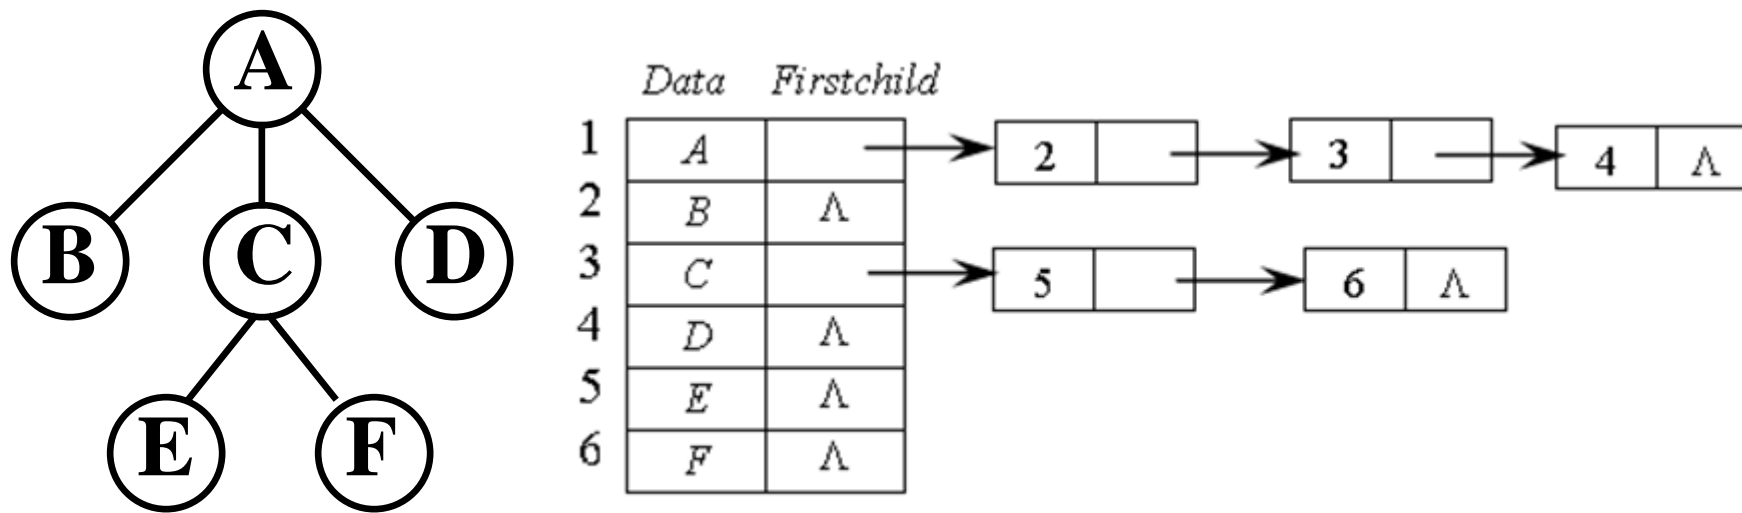 A
B C D
E F
Data Firstchild
1 A 2 3 4 Λ
2 B Λ
3 C 5 6 Λ
4 D Λ
5 E Λ
6 F Λ